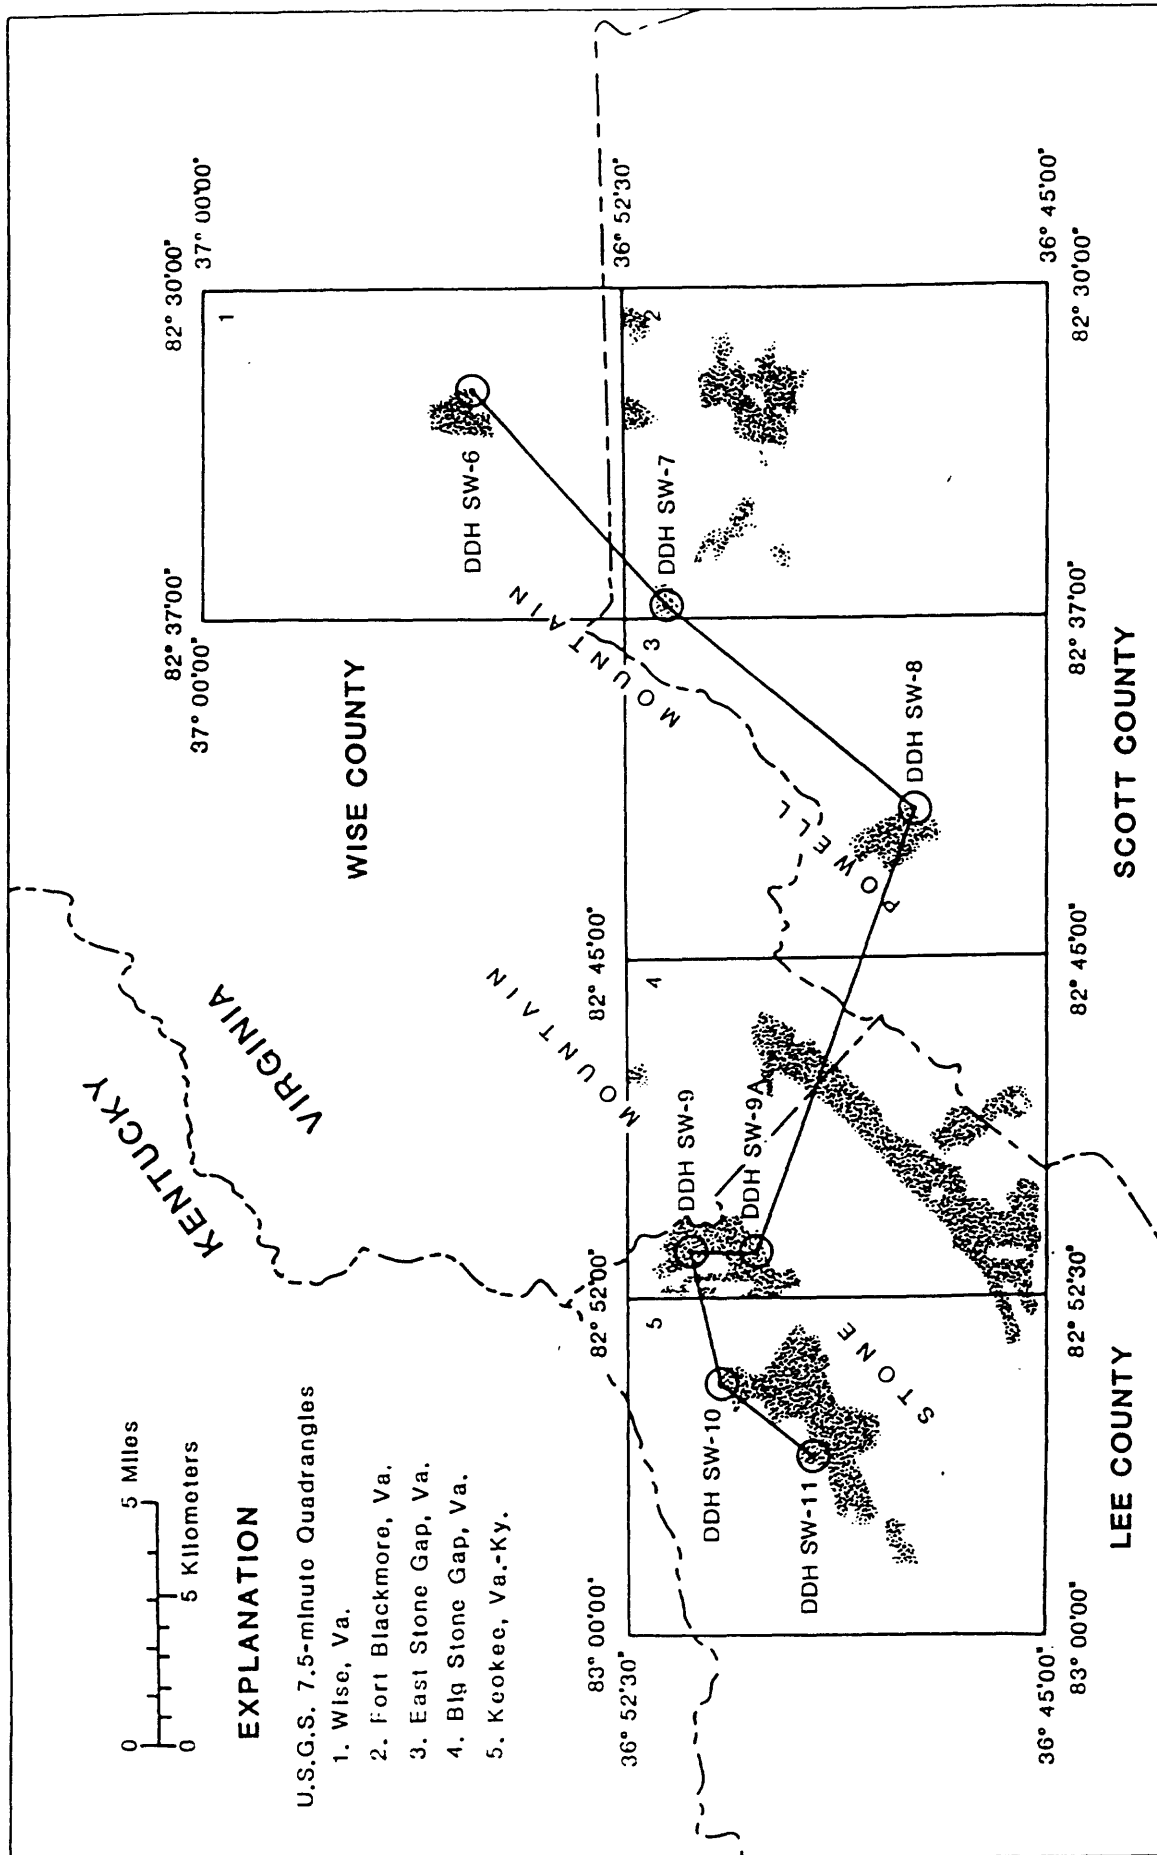 KENTUCKY
VIRGINIA
WISE COUNTY
SCOTT COUNTY
LEE COUNTY
MOUNTAIN
STONE
POWELL
MOUNTAIN
82° 37'00"
37° 00'00"
82° 30'00"
37° 00'00"
1
36° 52'30"
2
36° 45'00"
82° 30'00"
3
82° 37'00"
82° 45'00"
4
82° 45'00"
82° 52'00"
5
82° 52'30"
83° 00'00"
36° 52'30"
36° 45'00"
83° 00'00"
DDH SW-6
DDH SW-7
DDH SW-8
DDH SW-9
DDH SW-9A
DDH SW-10
DDH SW-11
0 5 Miles
0 5 Kilometers
EXPLANATION
U.S.G.S. 7.5-minute Quadrangles
1. Wise, Va.
2. Fort Blackmore, Va.
3. East Stone Gap, Va.
4. Big Stone Gap, Va.
5. Keokee, Va.-Ky.